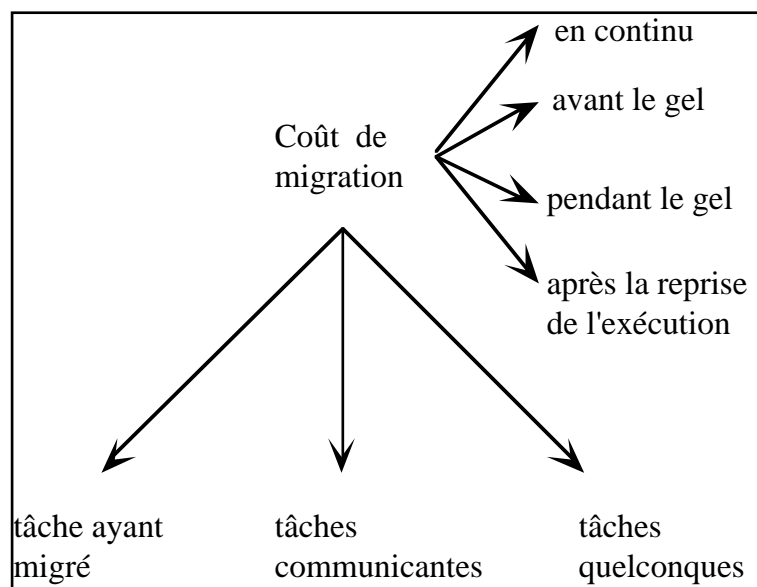 en continu
avant le gel
Coût de
migration
pendant le gel
après la reprise
de l'exécution
tâche ayant
migré
tâches
communicantes
tâches
quelconques